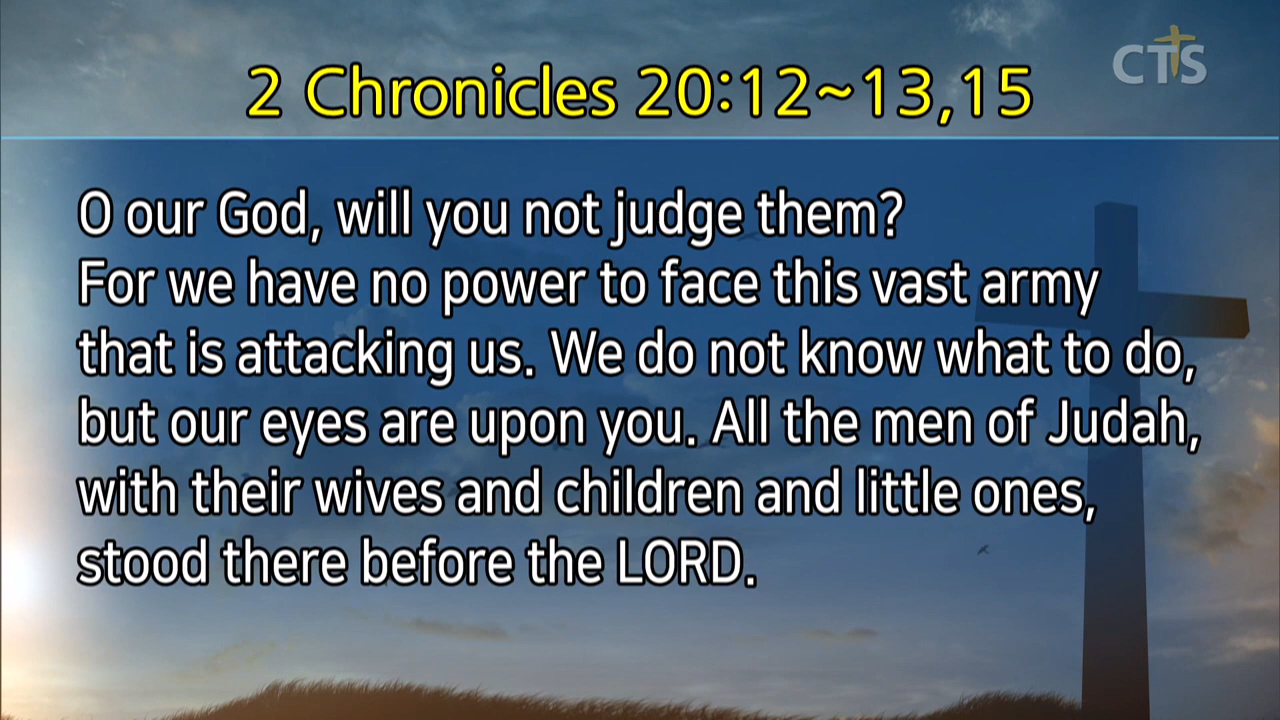 CTS
2 Chronicles 20:12~13,15
O our God, will you not judge them?
For we have no power to face this vast army
that is attacking us. We do not know what to do,
but our eyes are upon you. All the men of Judah,
with their wives and children and little ones,
stood there before the LORD.